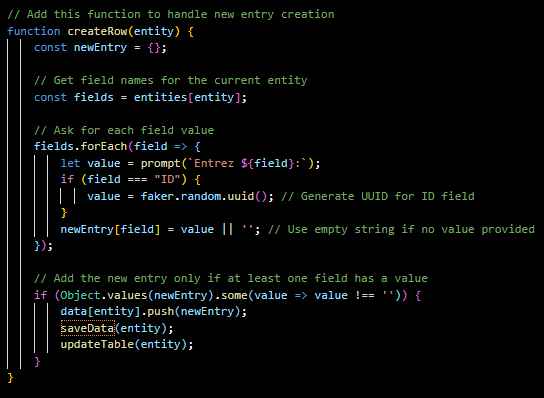 // Add this function to handle new entry creation
function createRow(entity) {
const newEntry = {};
// Get field names for the current entity
const fields = entities[entity];
// Ask for each field value
fields.forEach(field => {
let value = prompt(`Entrez ${field}:`);
if (field === "ID") {
value = faker.random.uuid(); // Generate UUID for ID field
}
newEntry[field] = value || ''; // Use empty string if no value provided
});
// Add the new entry only if at least one field has a value
if (Object.values(newEntry).some(value => value !== '')) {
data[entity].push(newEntry);
saveData(entity);
updateTable(entity);
}
}